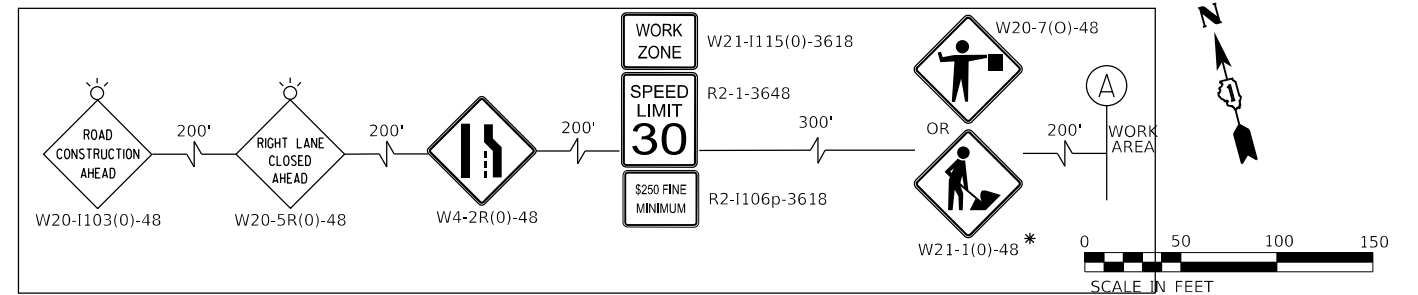 ROAD
CONSTRUCTION
AHEAD
W20-I103(0)-48
200'
RIGHT LANE
CLOSED
AHEAD
W20-5R(0)-48
200'
W4-2R(0)-48
200'
WORK
ZONE
W21-I115(0)-3618
SPEED
LIMIT
30
R2-1-3648
$250 FINE
MINIMUM
R2-I106p-3618
300'
W20-7(O)-48
OR
W21-1(0)-48 *
200'
A
WORK
AREA
N
1
0 50 100 150
SCALE IN FEET